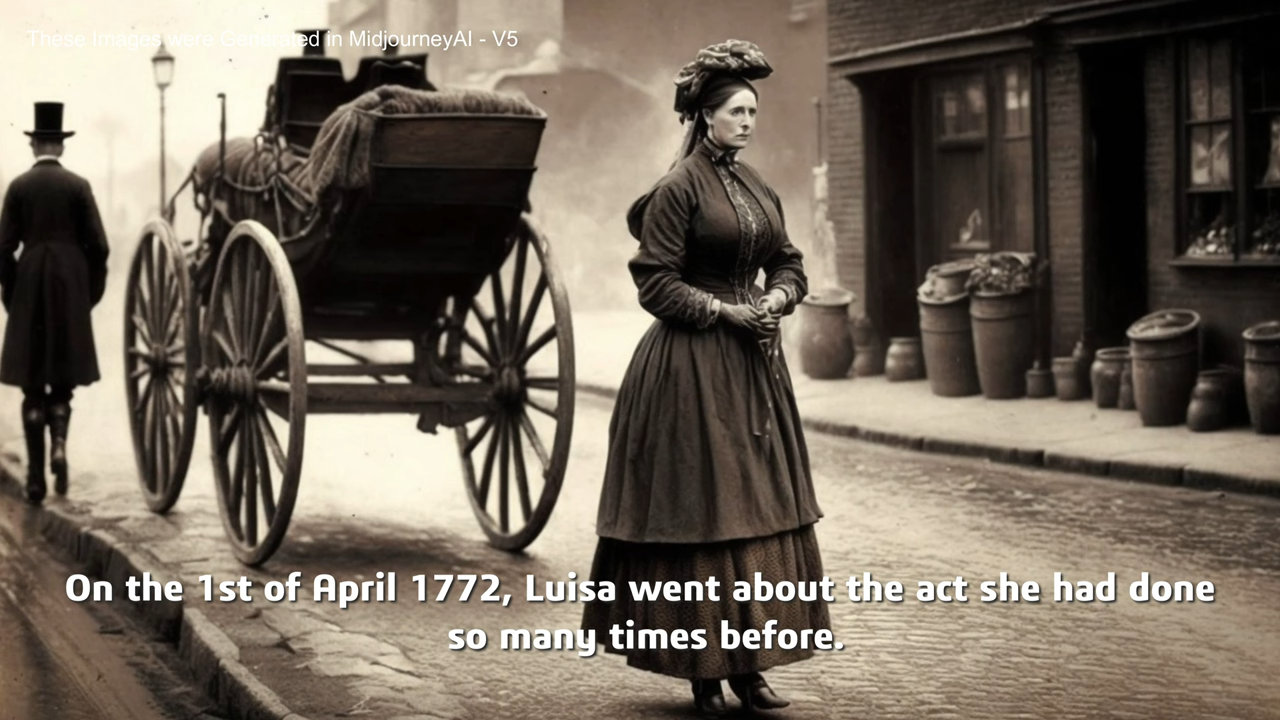 These Images were Generated in MidjourneyAI - V5
On the 1st of April 1772, Luisa went about the act she had done
so many times before.